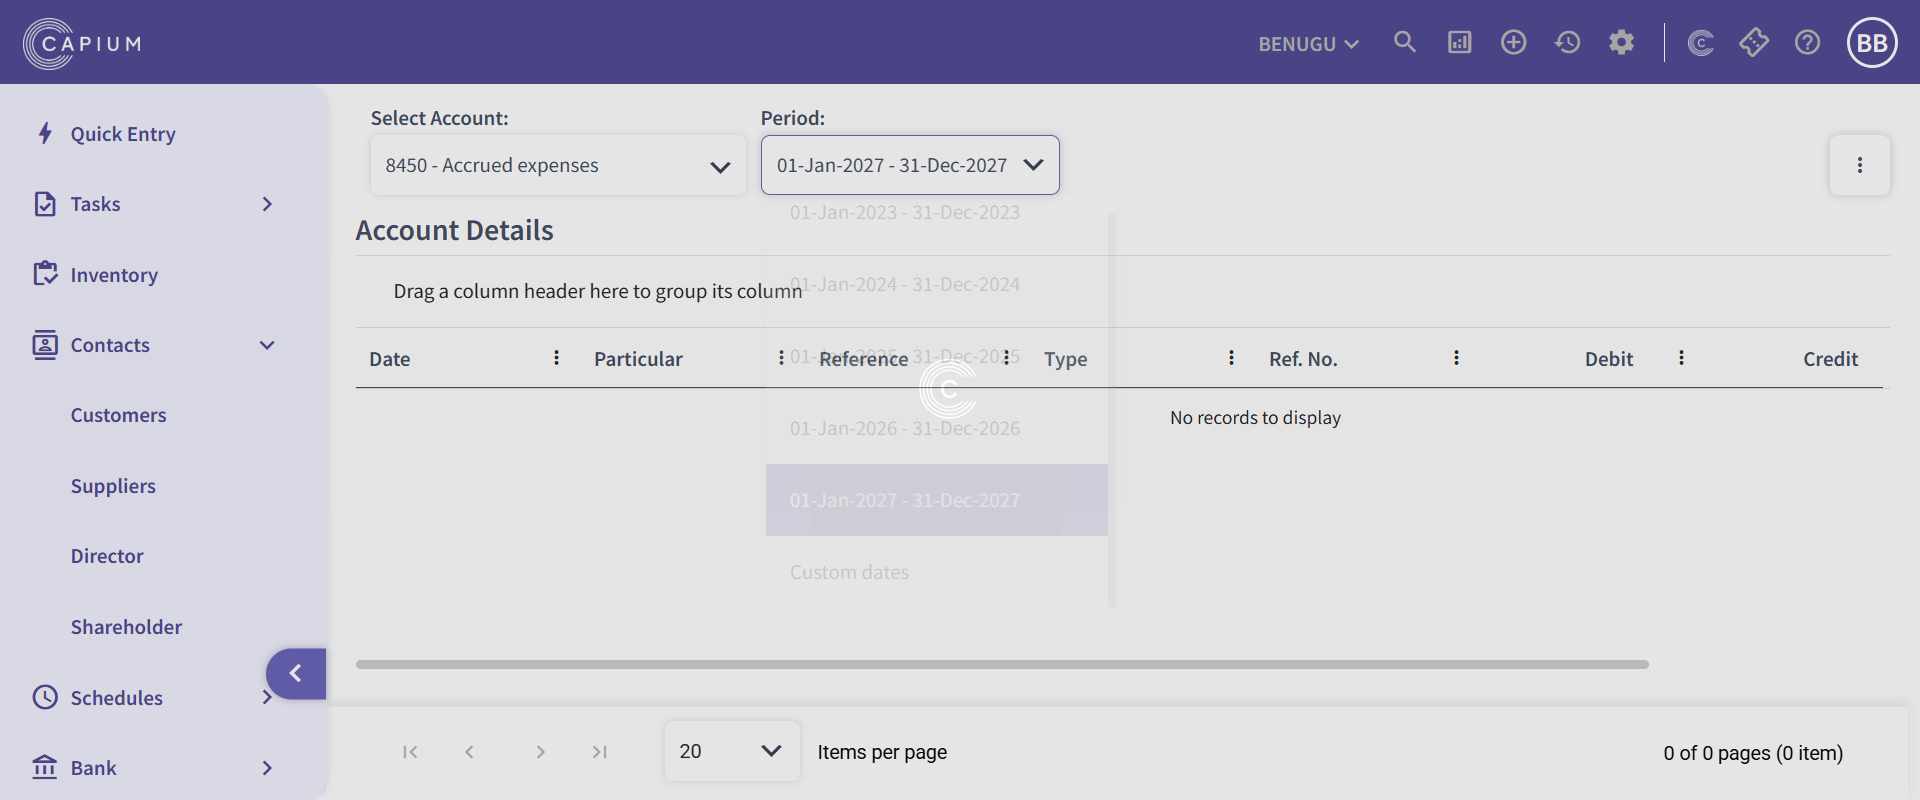 CAPIUM
BENUGU
C
BB
Quick Entry
Tasks
Inventory
Contacts
Customers
Suppliers
Director
Shareholder
Schedules
Bank
Select Account:
8450 - Accrued expenses
Period:
01-Jan-2027 - 31-Dec-2027
01-Jan-2023 - 31-Dec-2023
01-Jan-2024 - 31-Dec-2024
01-Jan-2025 - 31-Dec-2025
01-Jan-2026 - 31-Dec-2026
01-Jan-2027 - 31-Dec-2027
Custom dates
Account Details
Drag a column header here to group its column
Date Particular Reference Type Ref. No. Debit Credit
C
No records to display
20 Items per page
0 of 0 pages (0 item)